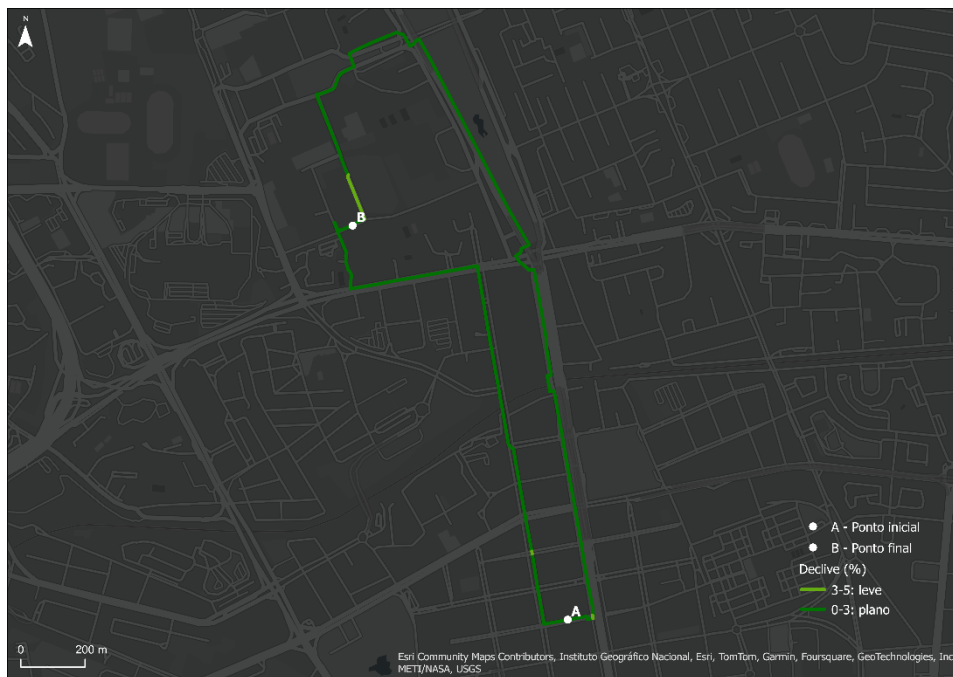 N
B
A
A - Ponto inicial
B - Ponto final
Declive (%)
3-5: leve
0-3: plano
0 200 m
Esri Community Maps Contributors, Instituto Geográfico Nacional, Esri, TomTom, Garmin, Foursquare, GeoTechnologies, Inc
METI/NASA, USGS